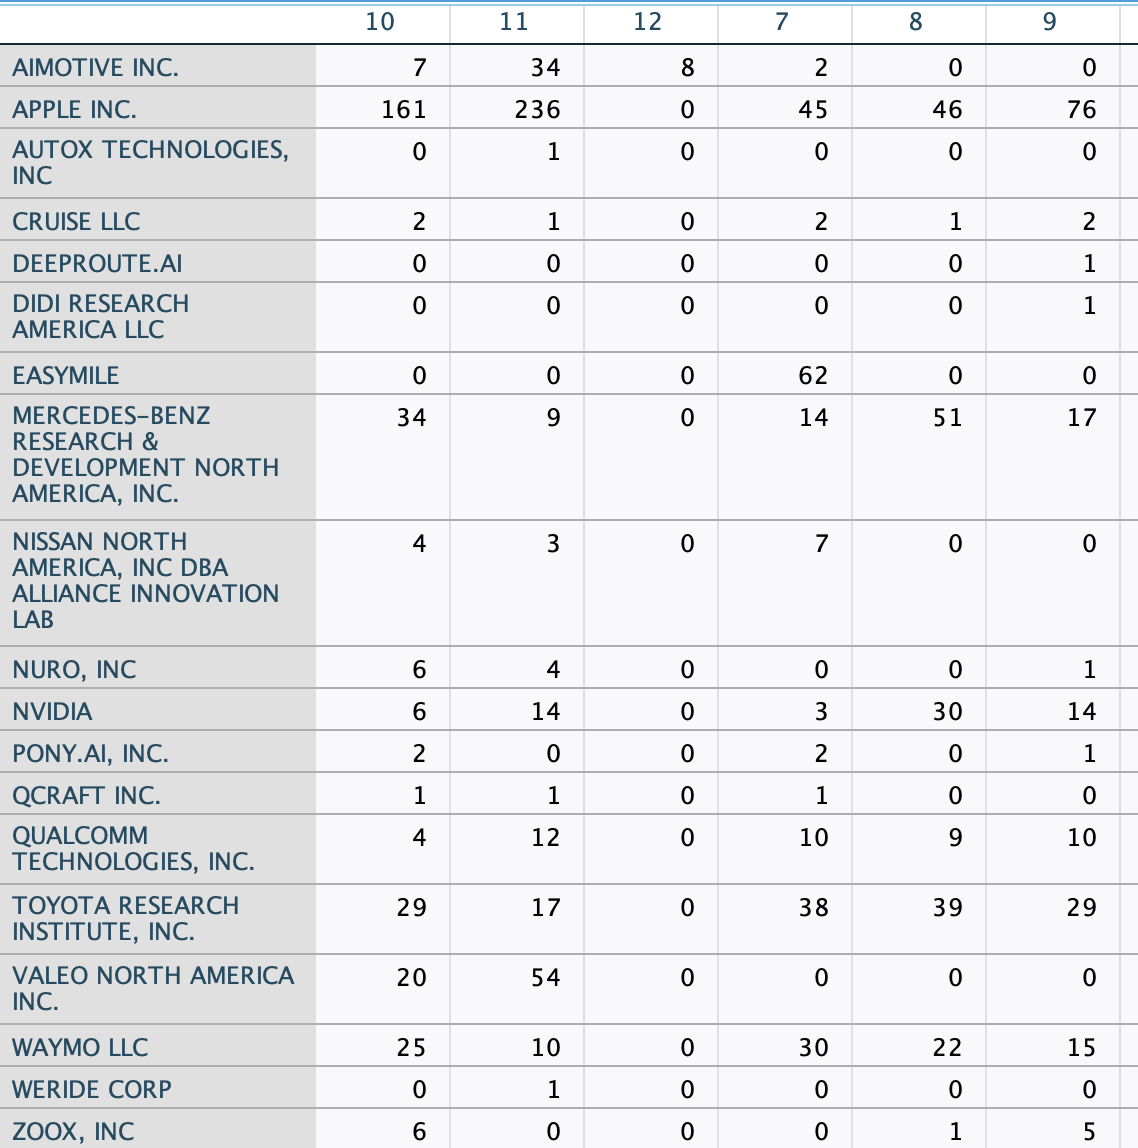 10 11 12 7 8 9
AIMOTIVE INC. 7 34 8 2 0 0
APPLE INC. 161 236 0 45 46 76
AUTOX TECHNOLOGIES, 0 1 0 0 0 0
INC
CRUISE LLC 2 1 0 2 1 2
DEEPROUTE.AI 0 0 0 0 0 1
DIDI RESEARCH 0 0 0 0 0 1
AMERICA LLC
EASYMILE 0 0 0 62 0 0
MERCEDES-BENZ 34 9 0 14 51 17
RESEARCH &
DEVELOPMENT NORTH
AMERICA, INC.
NISSAN NORTH 4 3 0 7 0 0
AMERICA, INC DBA
ALLIANCE INNOVATION
LAB
NURO, INC 6 4 0 0 0 1
NVIDIA 6 14 0 3 30 14
PONY.AI, INC. 2 0 0 2 0 1
QCRAFT INC. 1 1 0 1 0 0
QUALCOMM 4 12 0 10 9 10
TECHNOLOGIES, INC.
TOYOTA RESEARCH 29 17 0 38 39 29
INSTITUTE, INC.
VALEO NORTH AMERICA 20 54 0 0 0 0
INC.
WAYMO LLC 25 10 0 30 22 15
WERIDE CORP 0 1 0 0 0 0
ZOOX, INC 6 0 0 0 1 5